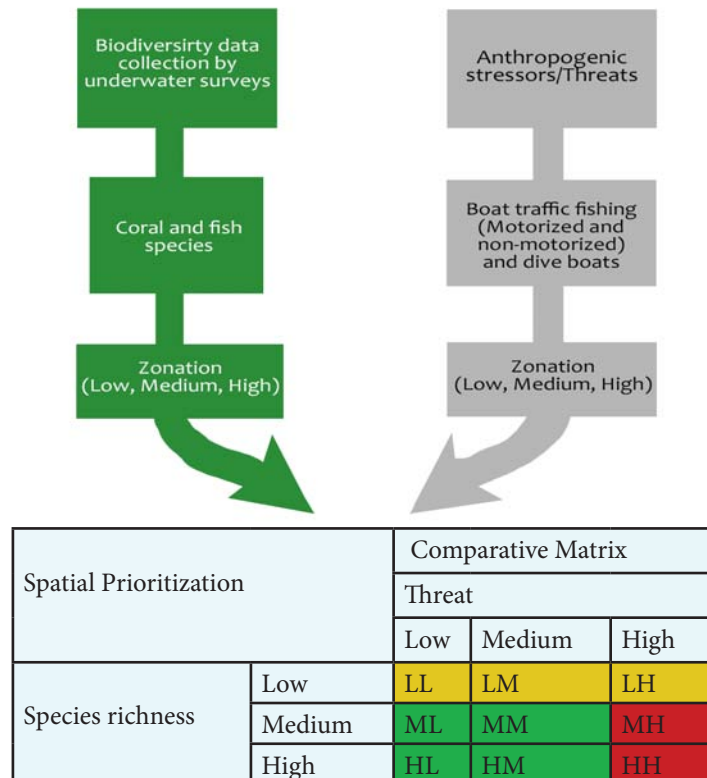 Biodiversirty data
collection by
underwater surveys
Coral and fish
species
Zonation
(Low, Medium, High)
Anthropogenic
stressors/Threats
Boat traffic fishing
(Motorized and
non-motorized)
and dive boats
Zonation
(Low, Medium, High)
Spatial Prioritization
Comparative Matrix
Threat
Low Medium High
Species richness
Low LL LM LH
Medium ML MM MH
High HL HM HH